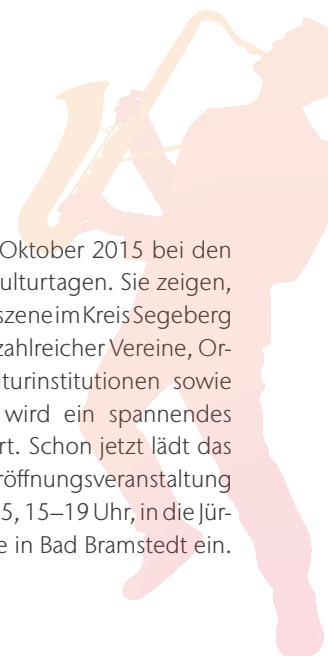 Oktober 2015 bei den
ulturtagen. Sie zeigen,
szene im Kreis Segeberg
zahlreicher Vereine, Or-
lturinstitutionen sowie
wird ein spannendes
rt. Schon jetzt lädt das
röffnungsveranstaltung
5, 15–19 Uhr, in die Jür-
e in Bad Bramstedt ein.